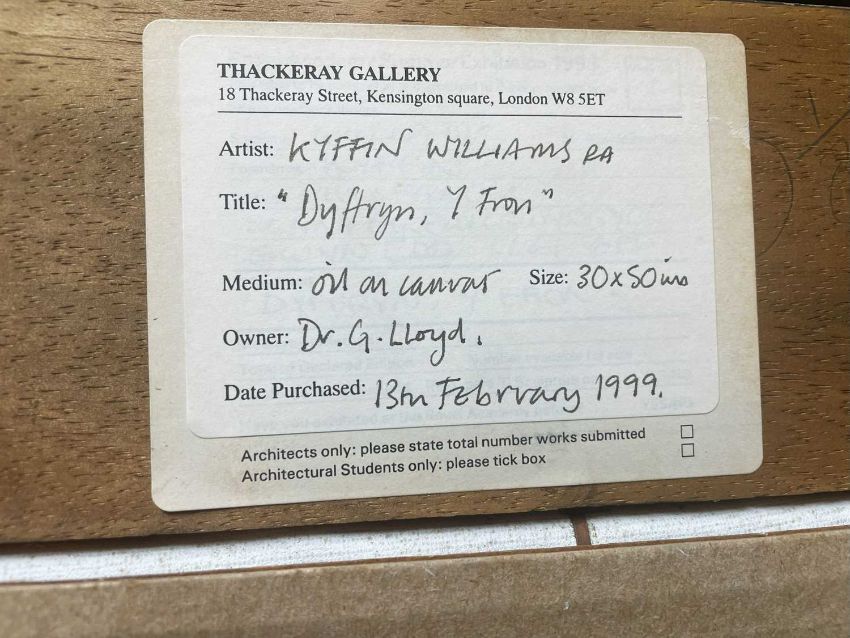 THACKERAY GALLERY
18 Thackeray Street, Kensington square, London W8 5ET
Artist: KYFFIN WILLIAMS RA
Title: "Dyffryn, Y Fron"
Medium: oil on canvas Size: 30x50 ins
Owner: Dr. G. Lloyd.
Date Purchased: 13th February 1999.
Architects only: please state total number works submitted
Architectural Students only: please tick box